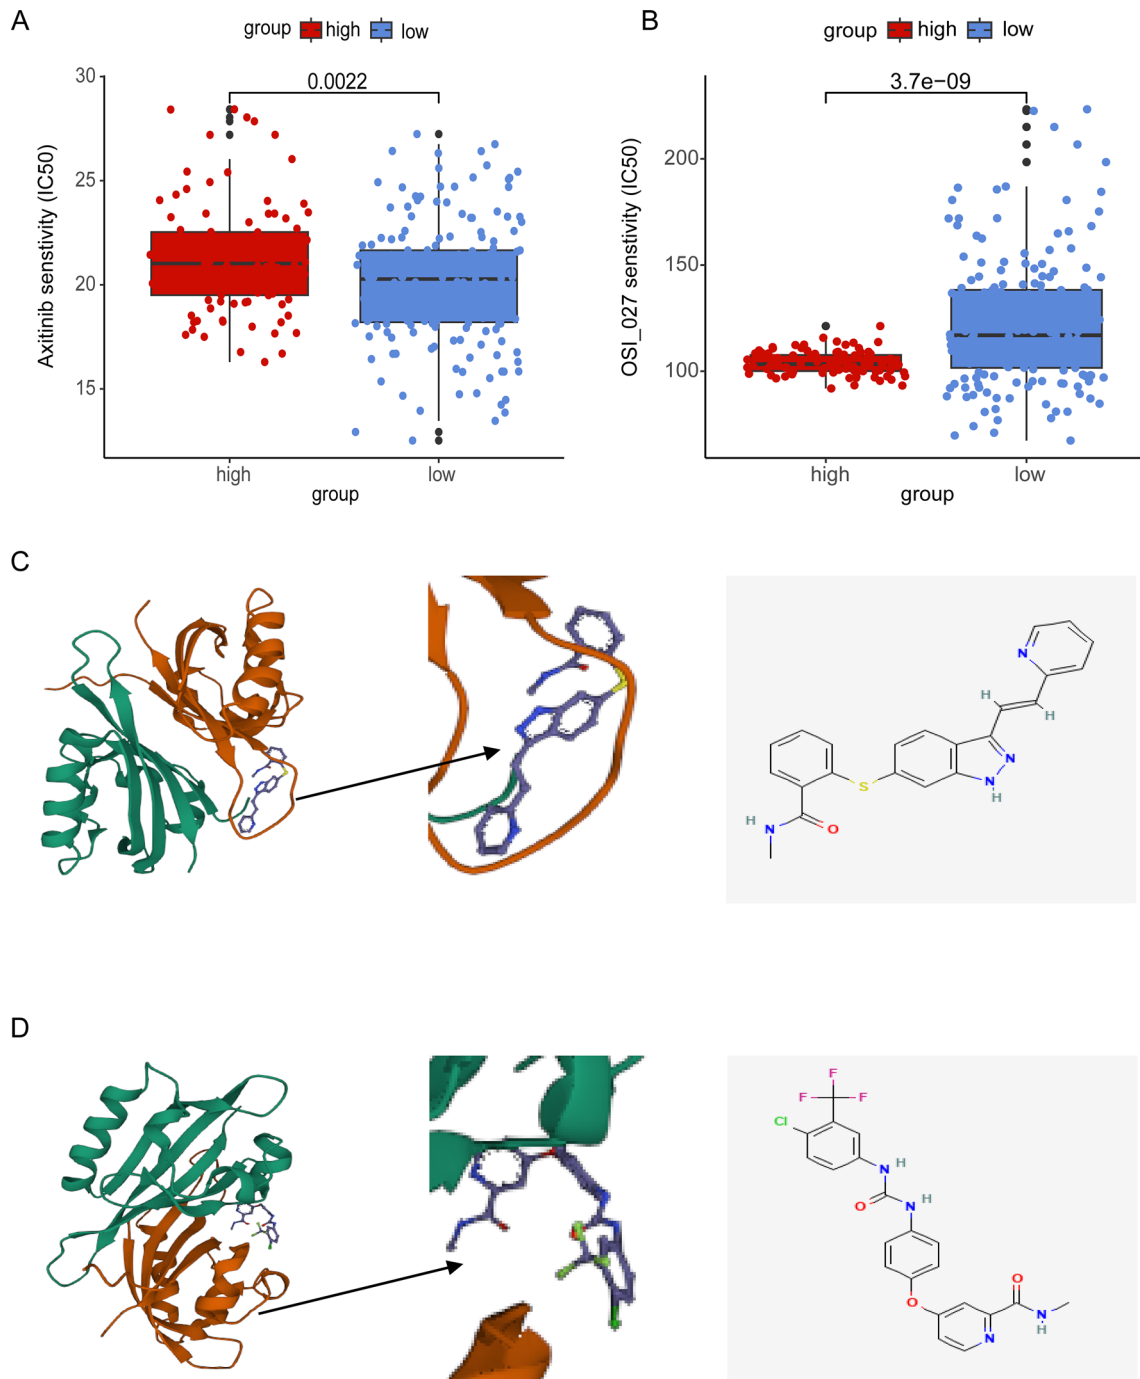 A
group high low
0.0022
30
25
20
15
Axitinib senstivity (IC50)
high low
group
B
group high low
3.7e−09
200
150
100
OSI_027 senstivity (IC50)
high low
group
C
N
H
H
N
N
H
S
H
N
O
D
F
F F
Cl
N H
O
N H
O
O
N
H
N